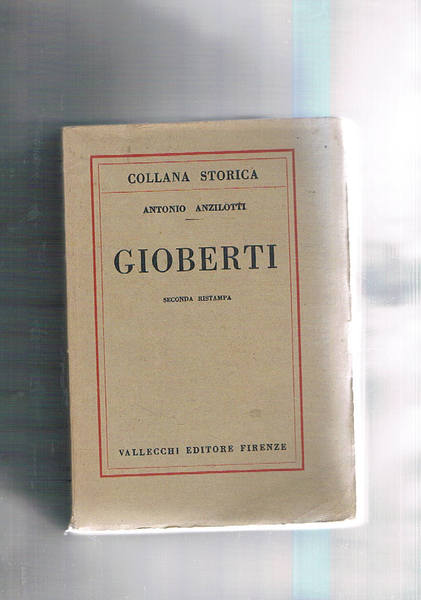 COLLANA STORICA
ANTONIO ANZILOTTI
GIOBERTI
SECONDA RISTAMPA
VALLECCHI EDITORE FIRENZE